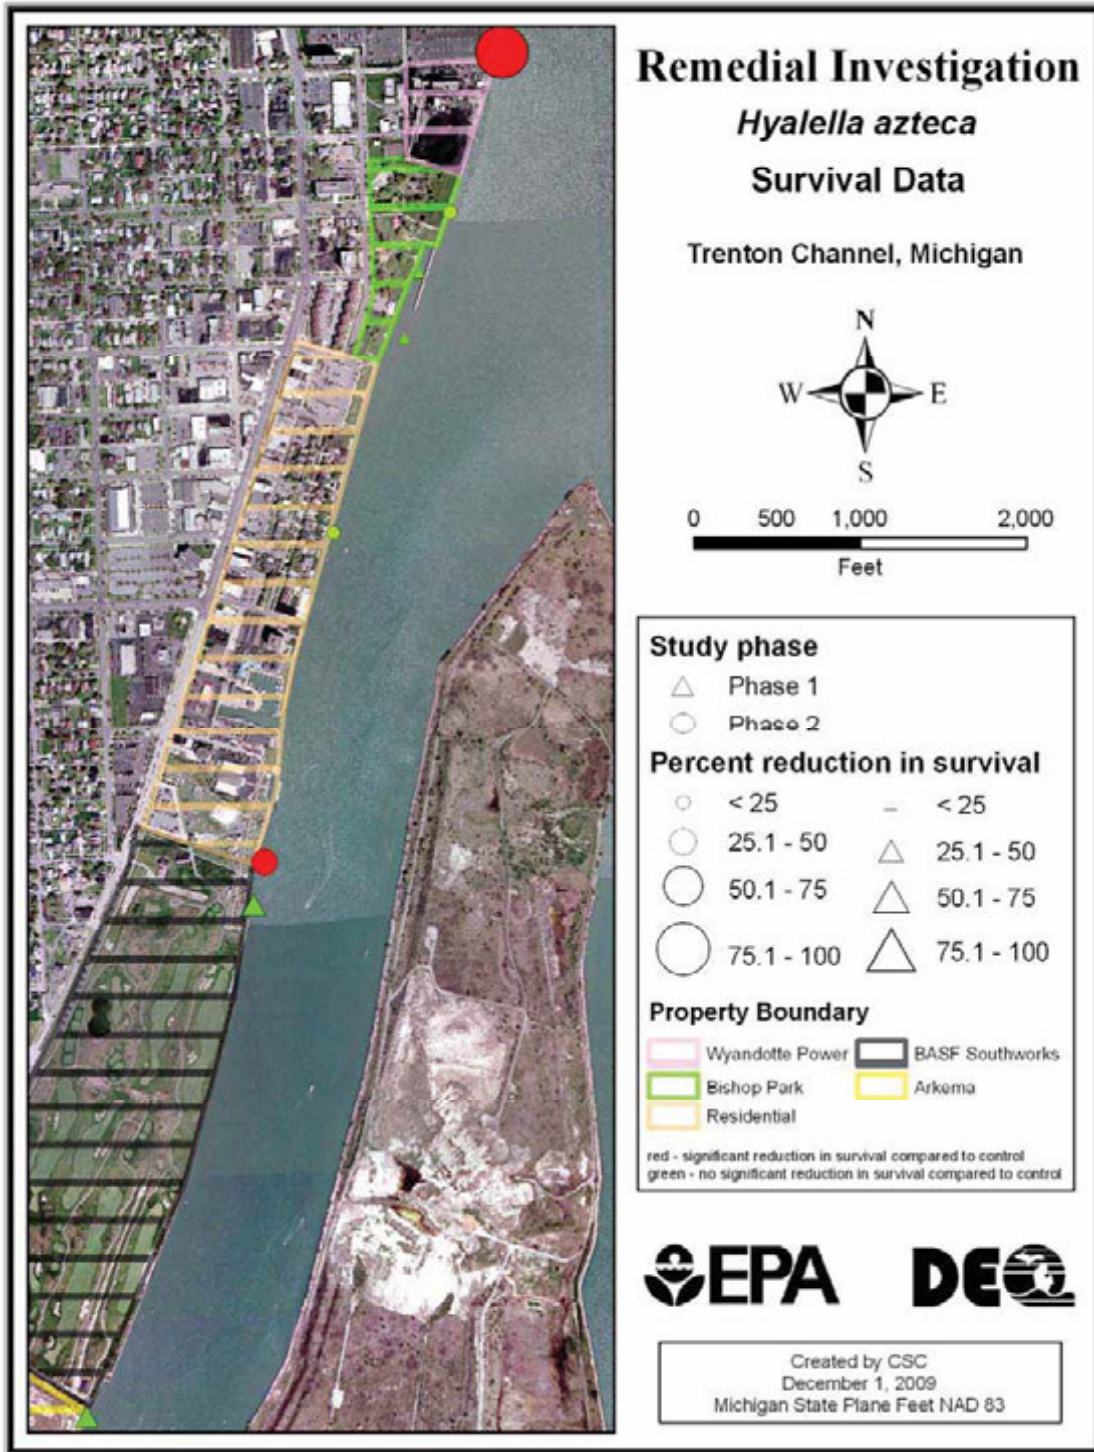 Remedial Investigation
Hyalella azteca
Survival Data
Trenton Channel, Michigan
N
W E
S
0 500 1,000 2,000
Feet
Study phase
Phase 1
Phase 2
Percent reduction in survival
< 25 < 25
25.1 - 50 25.1 - 50
50.1 - 75 50.1 - 75
75.1 - 100 75.1 - 100
Property Boundary
Wyandotte Power BASF Southworks
Bishop Park Arkema
Residential
red - significant reduction in survival compared to control
green - no significant reduction in survival compared to control
EPA DEQ
Created by CSC
December 1, 2009
Michigan State Plane Feet NAD 83